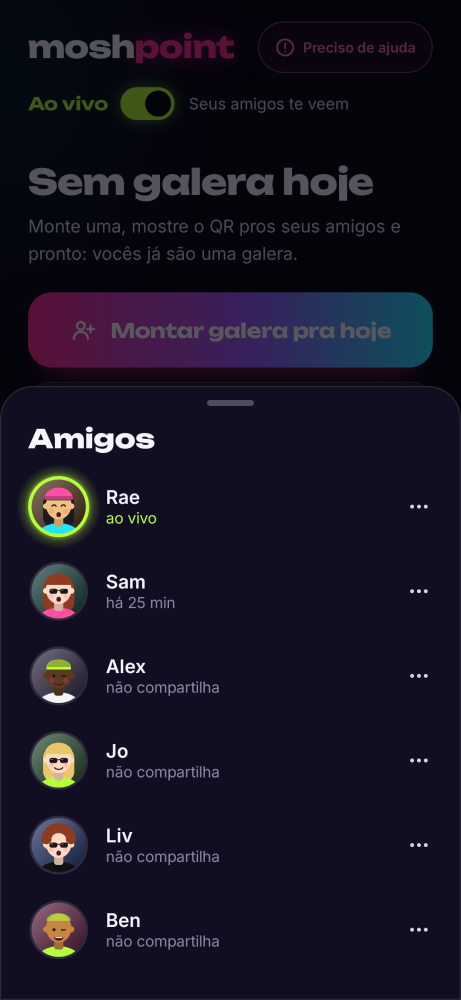 moshpoint
Preciso de ajuda
Ao vivo
Seus amigos te veem
Sem galera hoje
Monte uma, mostre o QR pros seus amigos e
pronto: vocês já são uma galera.
Montar galera pra hoje
Amigos
Rae
ao vivo
Sam
há 25 min
Alex
não compartilha
Jo
não compartilha
Liv
não compartilha
Ben
não compartilha